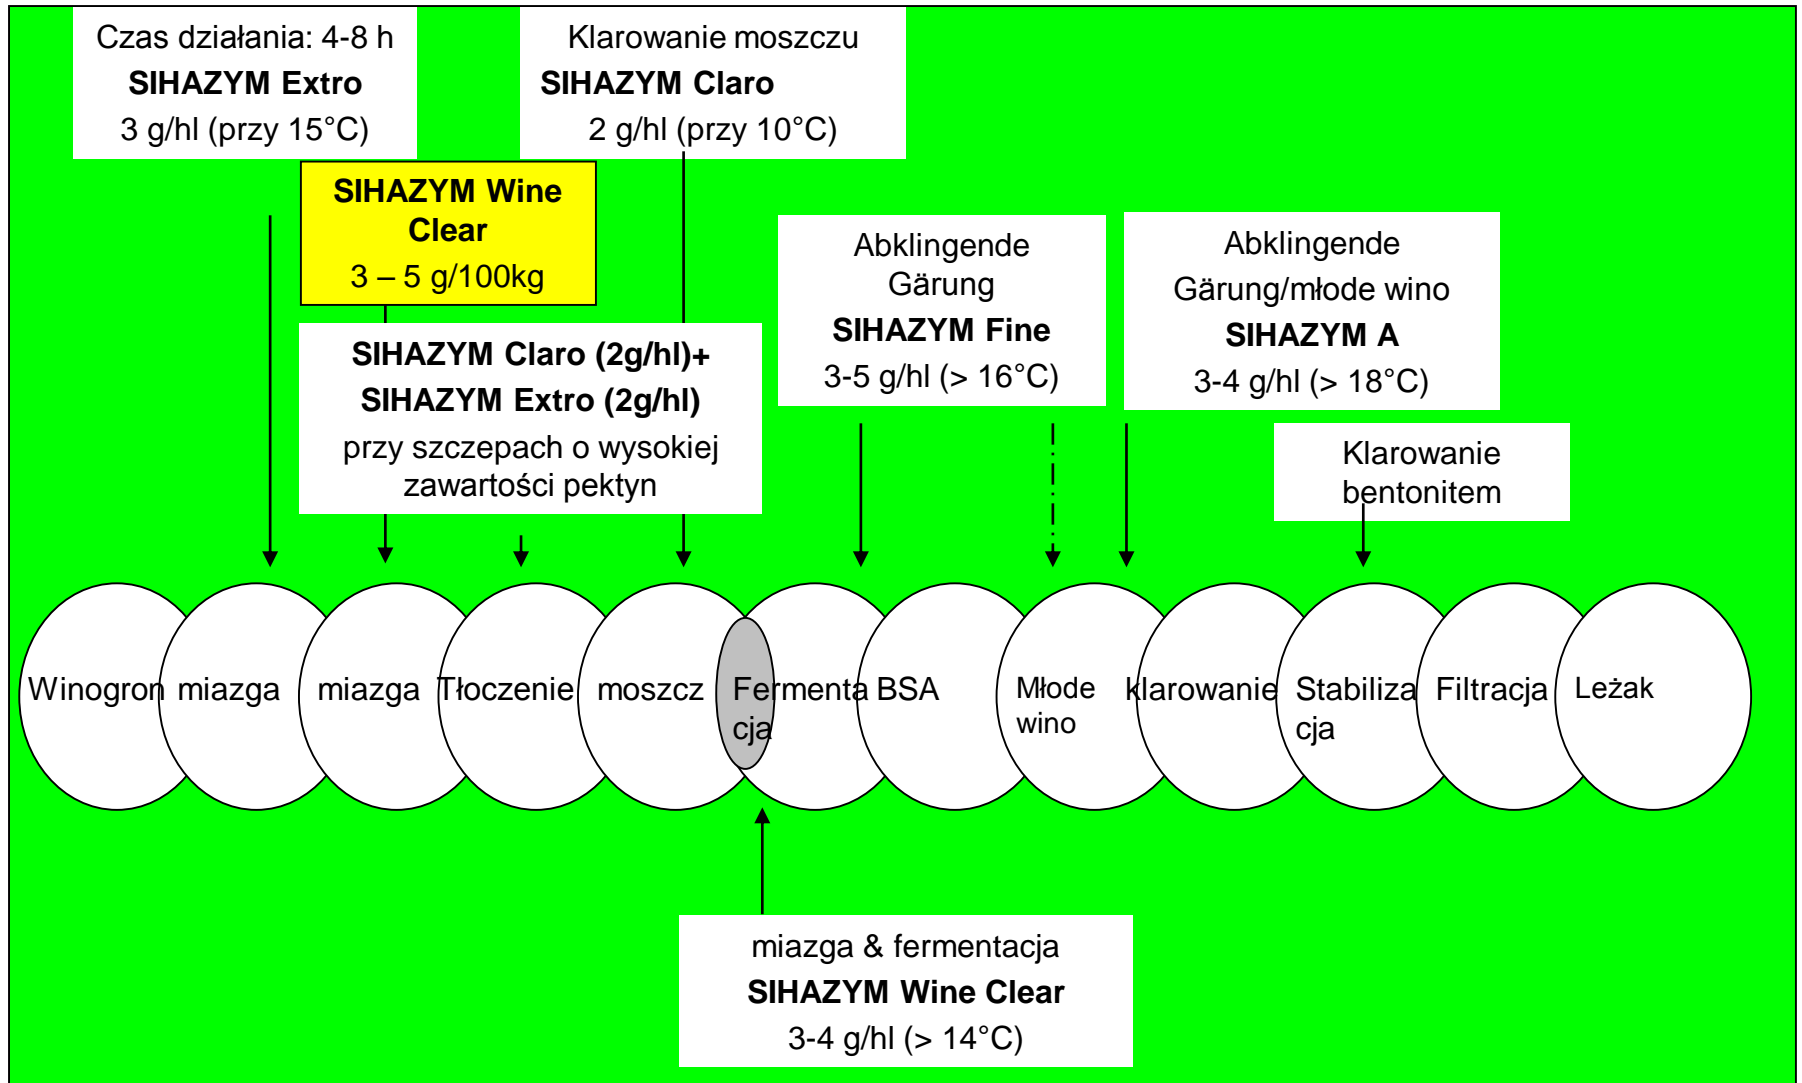 Czas działania: 4-8 h
SIHAZYM Extro
3 g/hl (przy 15°C)
Klarowanie moszczu
SIHAZYM Claro
2 g/hl (przy 10°C)
SIHAZYM Wine
Clear
3 – 5 g/100kg
SIHAZYM Claro (2g/hl)+
SIHAZYM Extro (2g/hl)
przy szczepach o wysokiej
zawartości pektyn
Abklingende
Gärung
SIHAZYM Fine
3-5 g/hl (> 16°C)
Abklingende
Gärung/młode wino
SIHAZYM A
3-4 g/hl (> 18°C)
Klarowanie
bentonitem
Winogron
miazga
miazga
Tłoczenie
moszcz
Fermenta
cja
BSA
Młode
wino
klarowanie
Stabiliza
cja
Filtracja
Leżak
miazga & fermentacja
SIHAZYM Wine Clear
3-4 g/hl (> 14°C)